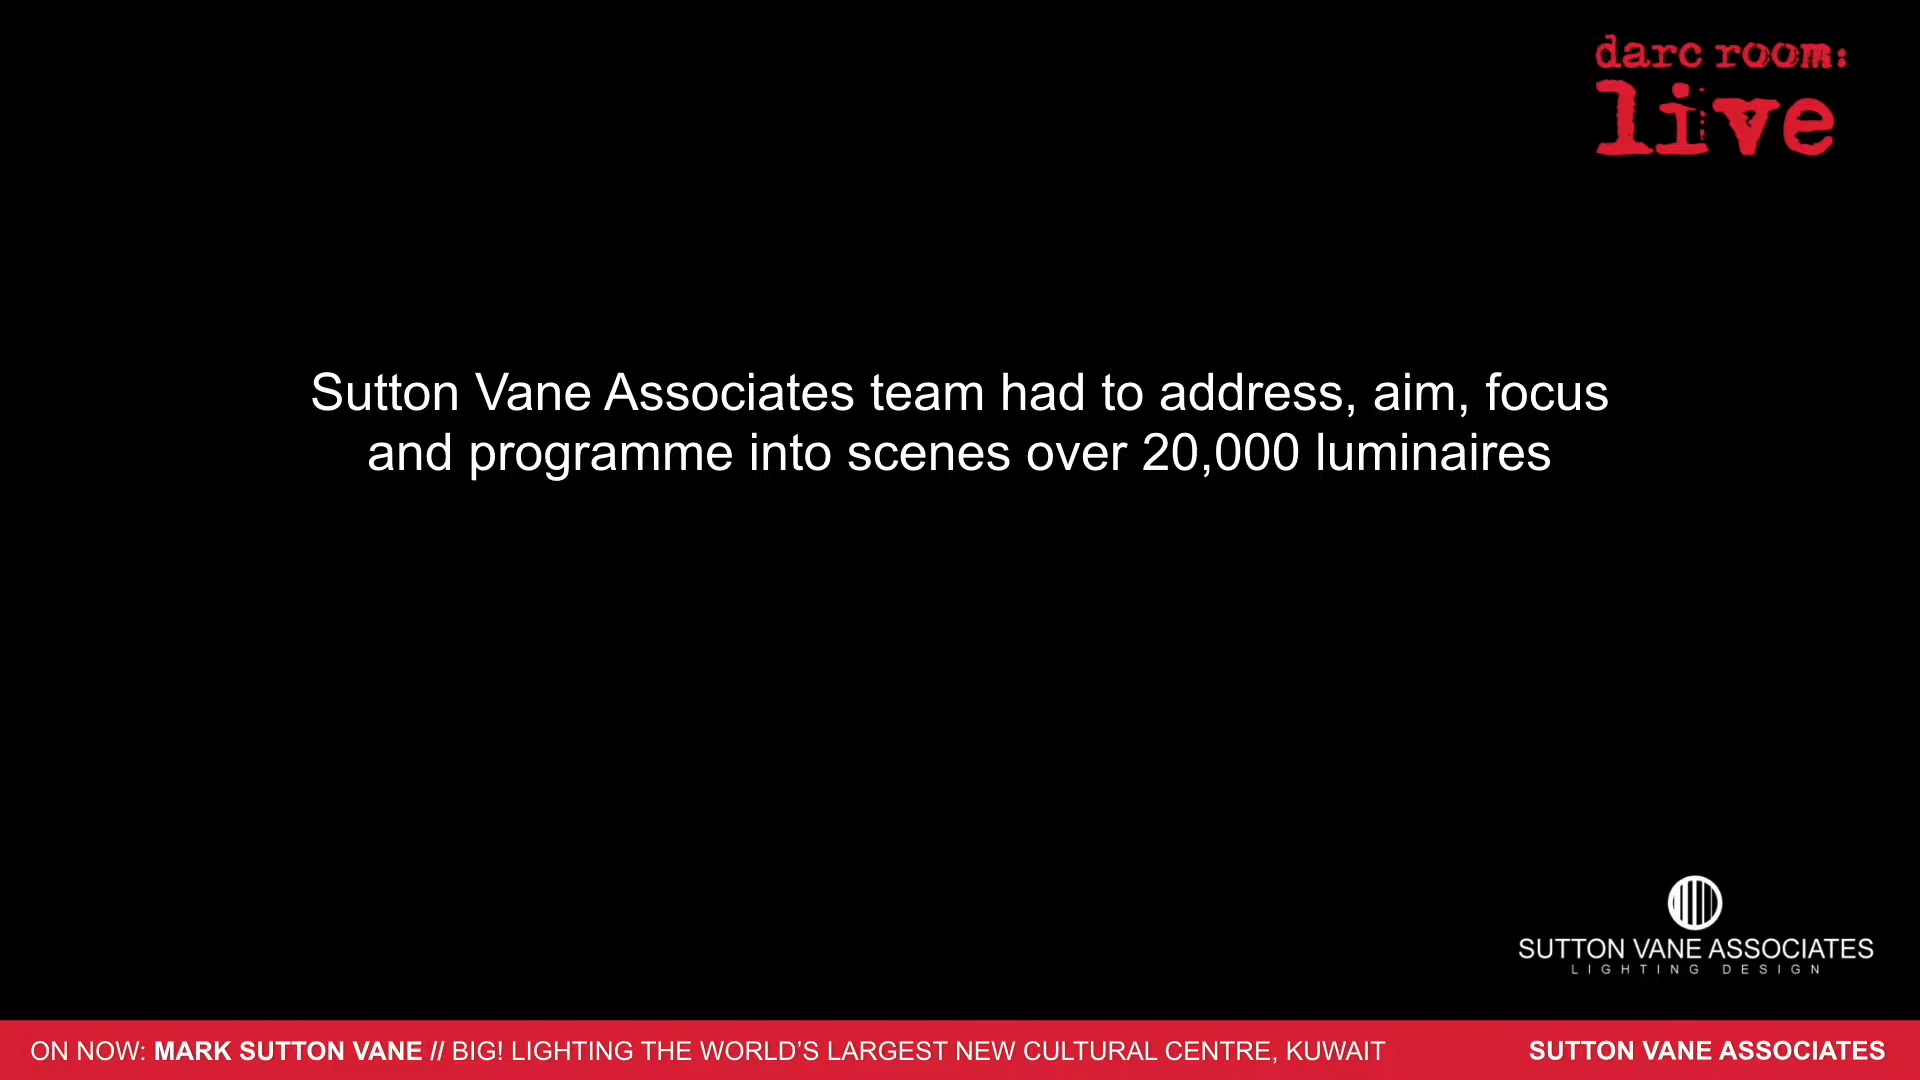 darc room:
live
Sutton Vane Associates team had to address, aim, focus
and programme into scenes over 20,000 luminaires
SUTTON VANE ASSOCIATES
LIGHTING DESIGN
ON NOW: MARK SUTTON VANE // BIG! LIGHTING THE WORLD’S LARGEST NEW CULTURAL CENTRE, KUWAIT
SUTTON VANE ASSOCIATES